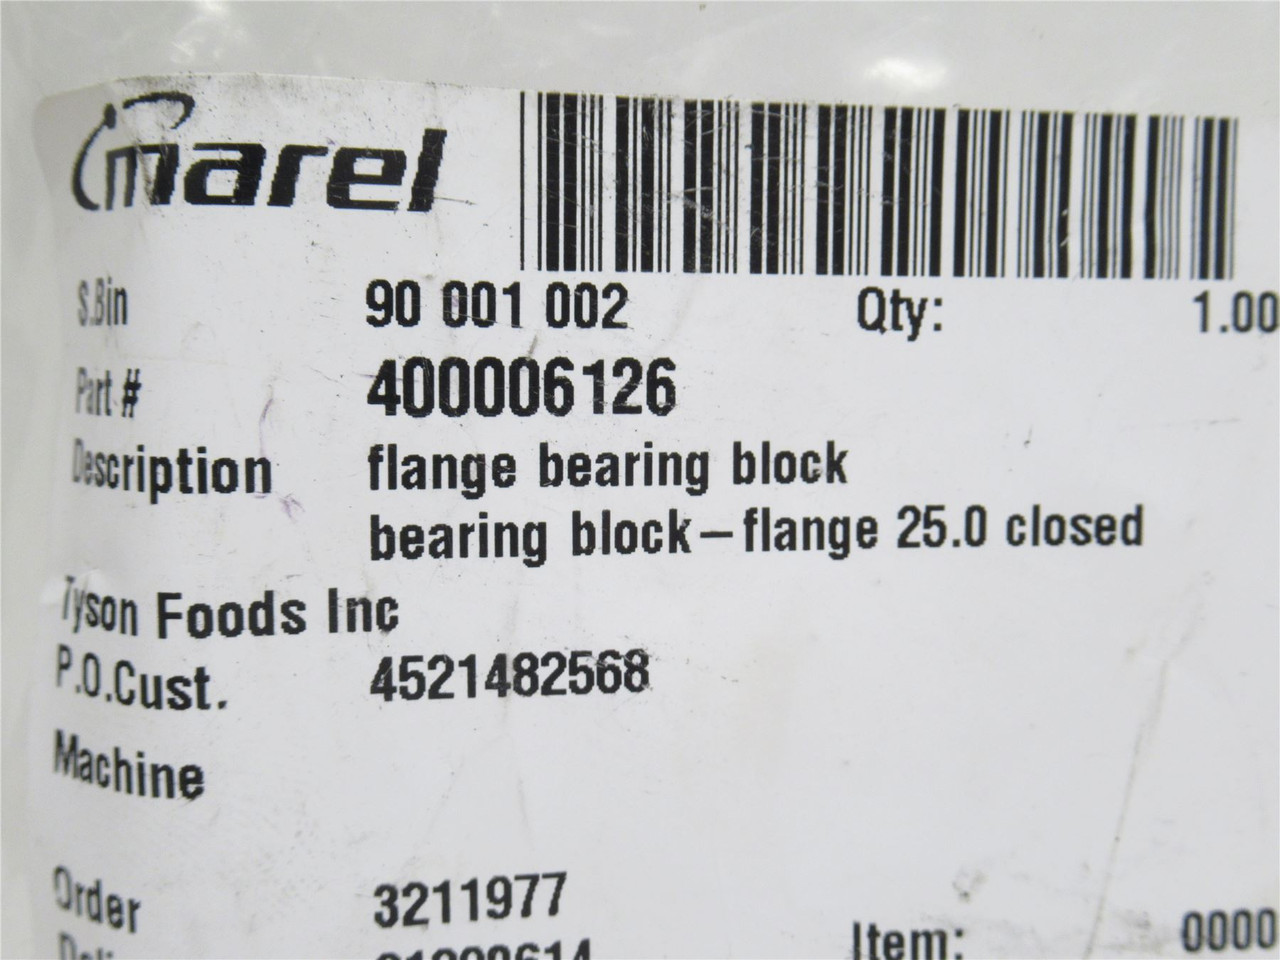 marel
S.Bin 90 001 002 Qty: 1.00
Part # 400006126
Description flange bearing block
bearing block-flange 25.0 closed
Tyson Foods Inc
P.O.Cust. 4521482568
Machine
Order 3211977
Item: 0000